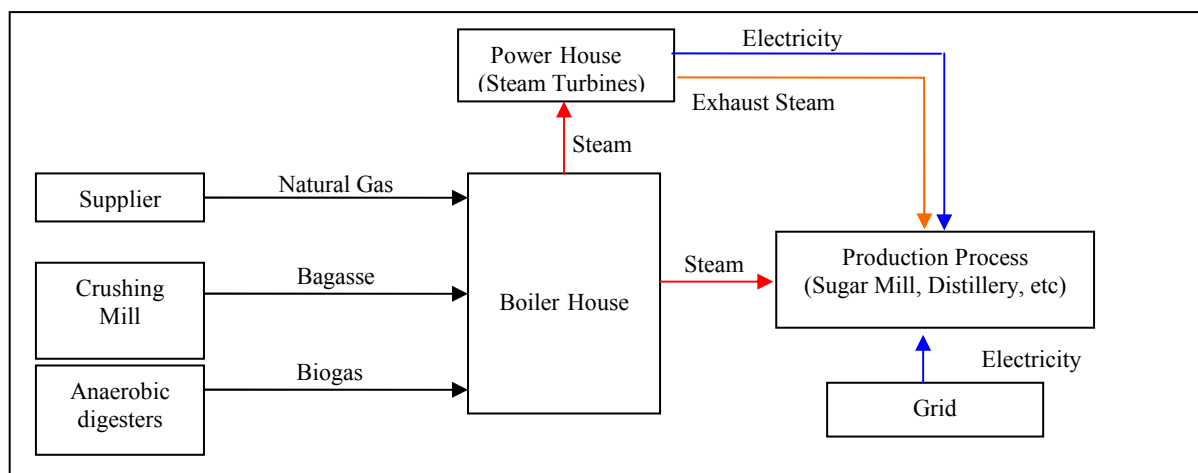 Electricity
Power House
(Steam Turbines)
Exhaust Steam
Steam
Natural Gas
Supplier
Steam
Production Process
(Sugar Mill, Distillery, etc)
Crushing
Mill
Bagasse
Boiler House
Biogas
Electricity
Anaerobic
digesters
Grid